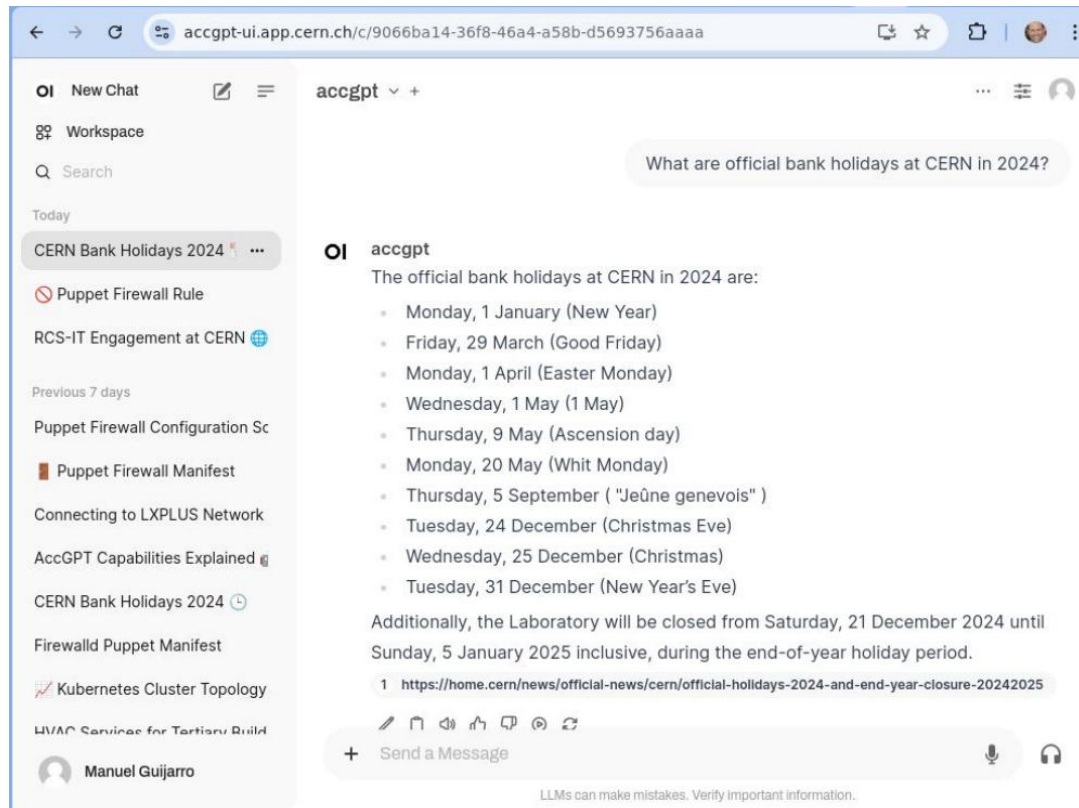 accgpt-ui.app.cern.ch/c/9066ba14-36f8-46a4-a58b-d5693756aaaa
OI New Chat
Workspace
Search
Today
CERN Bank Holidays 2024
Puppet Firewall Rule
RCS-IT Engagement at CERN
Previous 7 days
Puppet Firewall Configuration Sc
Puppet Firewall Manifest
Connecting to LXPLUS Network
AccGPT Capabilities Explained
CERN Bank Holidays 2024
Firewalld Puppet Manifest
Kubernetes Cluster Topology
HVAC Services for Tertiary Build
Manuel Guijarro
accgpt
What are official bank holidays at CERN in 2024?
OI accgpt
The official bank holidays at CERN in 2024 are:
Monday, 1 January (New Year)
Friday, 29 March (Good Friday)
Monday, 1 April (Easter Monday)
Wednesday, 1 May (1 May)
Thursday, 9 May (Ascension day)
Monday, 20 May (Whit Monday)
Thursday, 5 September ( "Jeûne genevois" )
Tuesday, 24 December (Christmas Eve)
Wednesday, 25 December (Christmas)
Tuesday, 31 December (New Year's Eve)
Additionally, the Laboratory will be closed from Saturday, 21 December 2024 until
Sunday, 5 January 2025 inclusive, during the end-of-year holiday period.
1 https://home.cern/news/official-news/cern/official-holidays-2024-and-end-year-closure-20242025
Send a Message
LLMs can make mistakes. Verify important information.